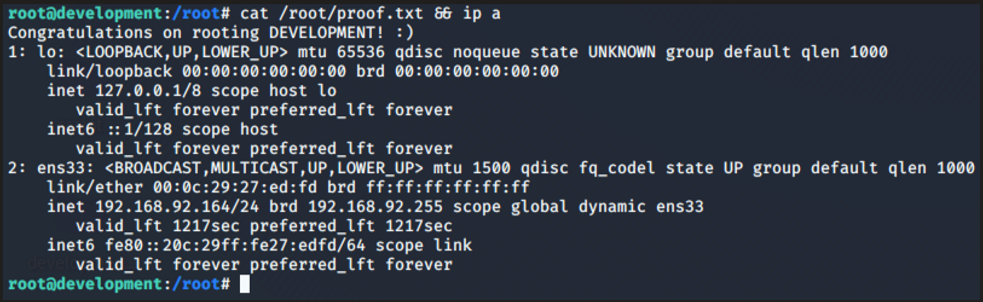 root@development:/root# cat /root/proof.txt && ip a
Congratulations on rooting DEVELOPMENT! :)
1: lo: <LOOPBACK,UP,LOWER_UP> mtu 65536 qdisc noqueue state UNKNOWN group default qlen 1000
    link/loopback 00:00:00:00:00:00 brd 00:00:00:00:00:00
    inet 127.0.0.1/8 scope host lo
       valid_lft forever preferred_lft forever
    inet6 ::1/128 scope host
       valid_lft forever preferred_lft forever
2: ens33: <BROADCAST,MULTICAST,UP,LOWER_UP> mtu 1500 qdisc fq_codel state UP group default qlen 1000
    link/ether 00:0c:29:27:ed:fd brd ff:ff:ff:ff:ff:ff
    inet 192.168.92.164/24 brd 192.168.92.255 scope global dynamic ens33
       valid_lft 1217sec preferred_lft 1217sec
    inet6 fe80::20c:29ff:fe27:edfd/64 scope link
       valid_lft forever preferred_lft forever
root@development:/root#